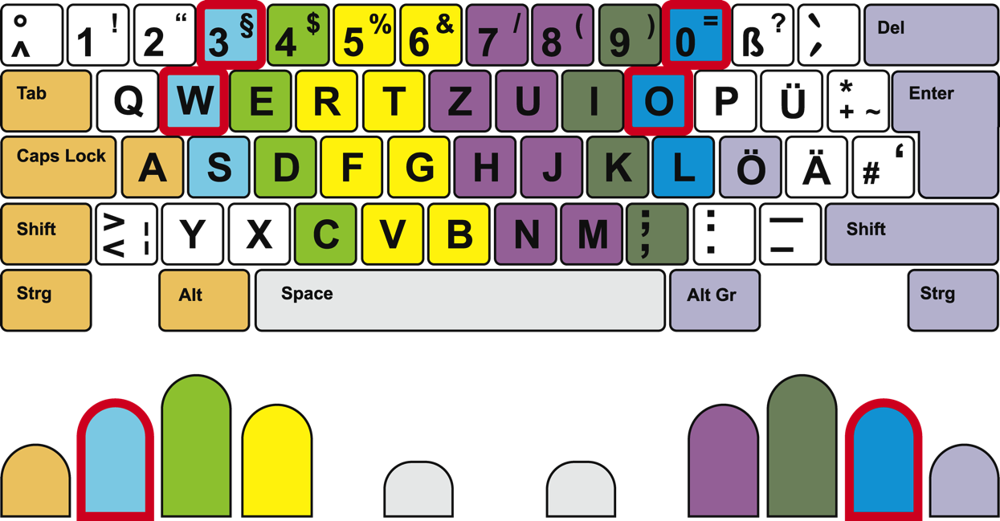 ° ^ 1 ! 2 “ 3 § 4 $ 5 % 6 & 7 / 8 ( 9 ) 0 = ß ? ` ´ Del
Tab Q W E R T Z U I O P Ü * + ~ Enter
Caps Lock A S D F G H J K L Ö Ä # ‘
Shift > < ¦ Y X C V B N M ; , : . _ - Shift
Strg Alt Space Alt Gr Strg